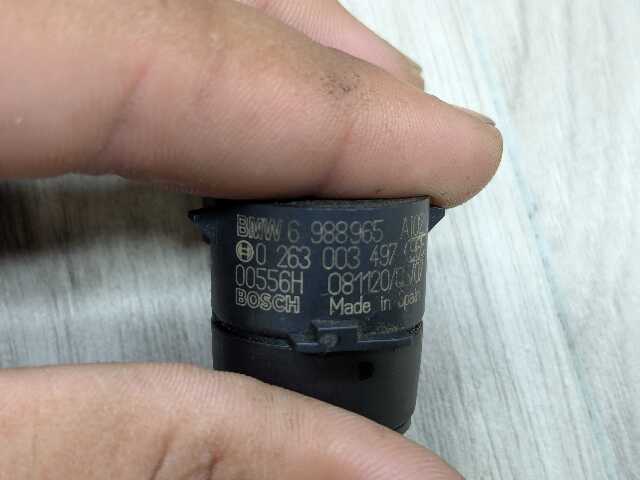 BMW 6 988965
0 263 003 497
00556H 081120/
BOSCH Made in Spain